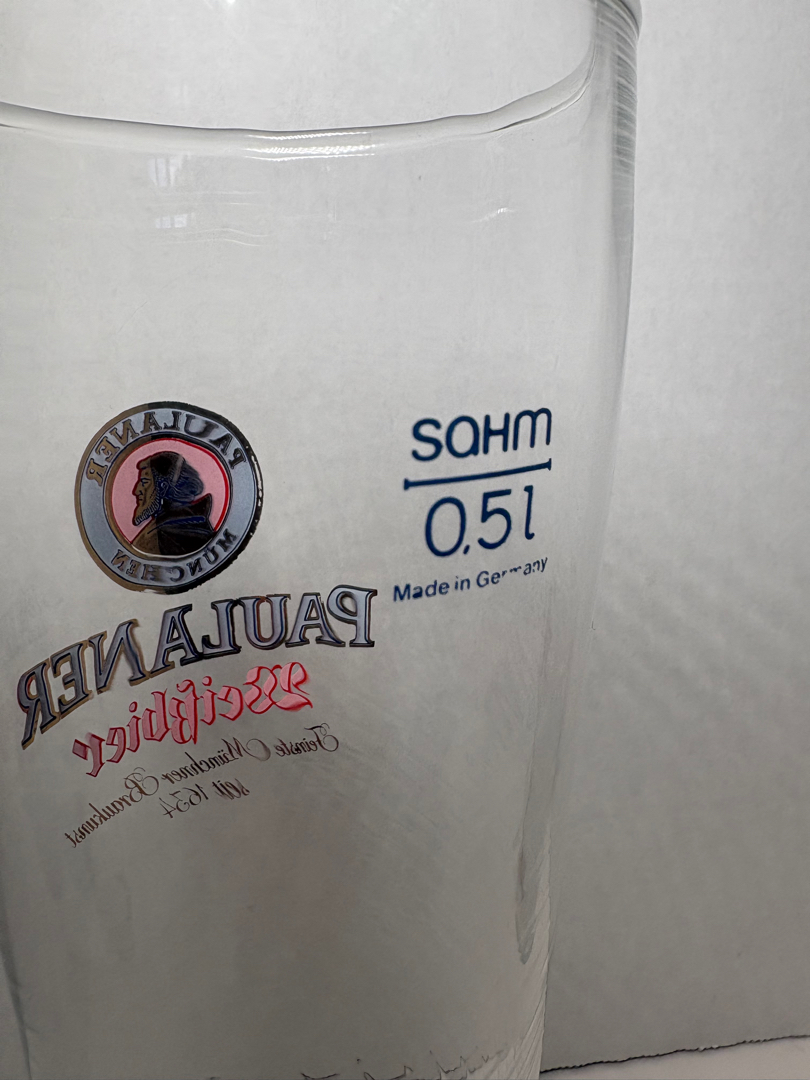 PAULANER
MÜNCHEN
PAULANER
Weißbier
Feinste Münchner Braukunst
seit 1634
sahm
0,5l
Made in Germany